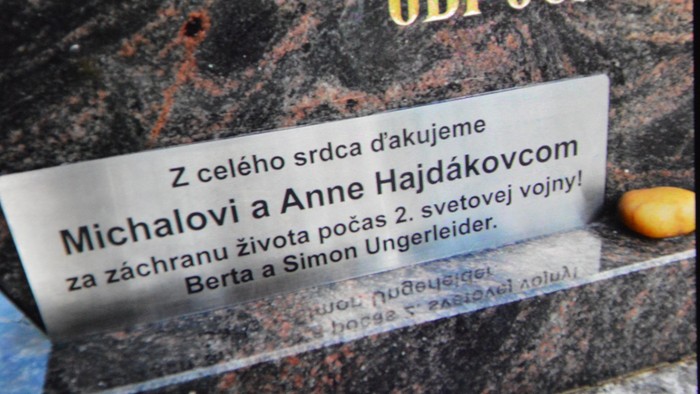 Z celého srdca ďakujeme
Michalovi a Anne Hajdákovcom
za záchranu života počas 2. svetovej vojny!
Berta a Simon Ungerleider.